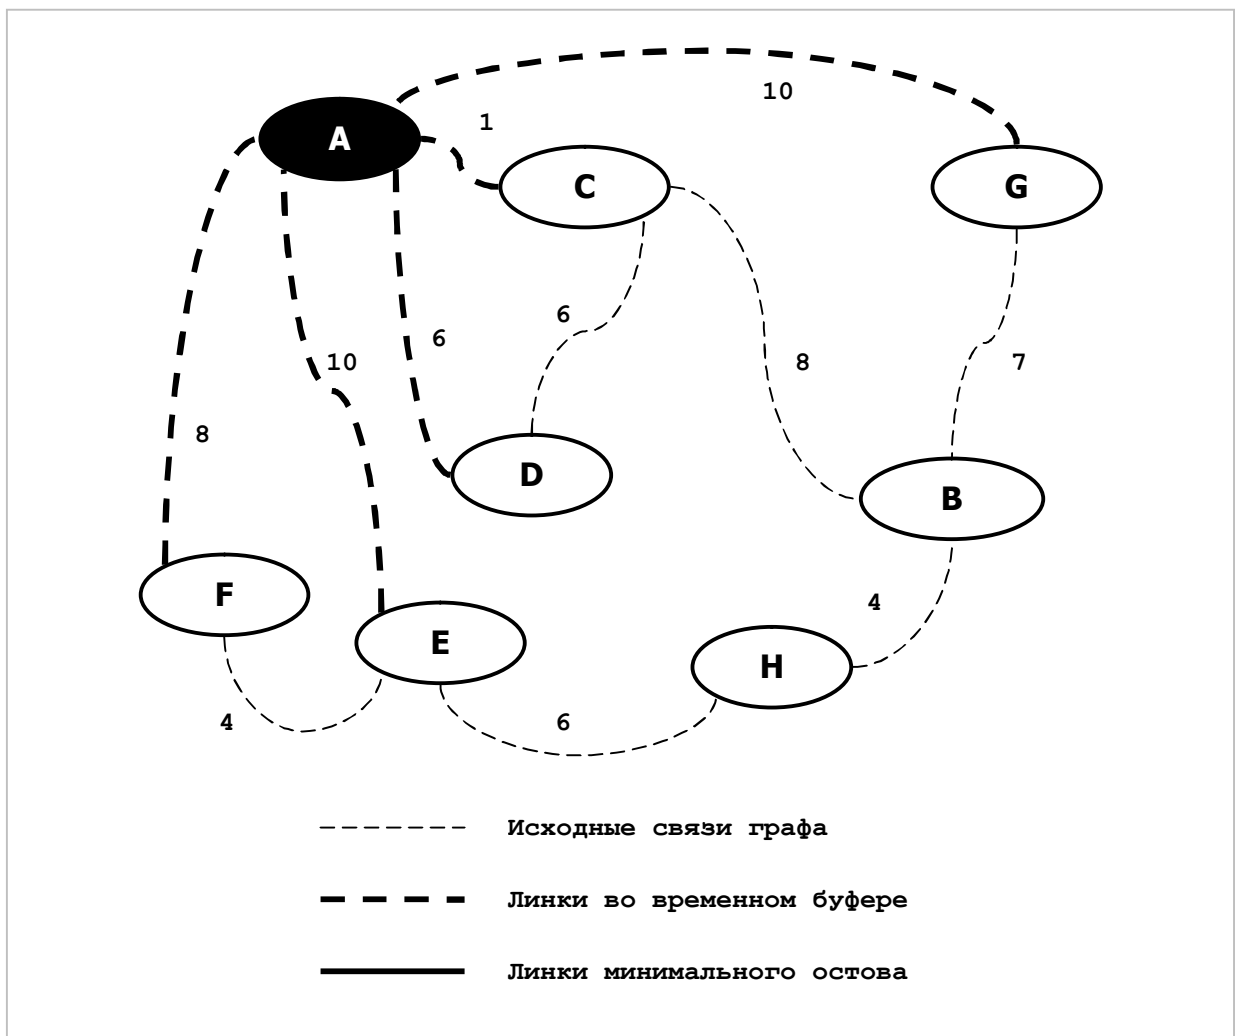 10
1
A
C
G
6
6
10
8
7
8
D
B
F
4
E
H
4
6
Исходные связи графа
Линки во временном буфере
Линки минимального остова